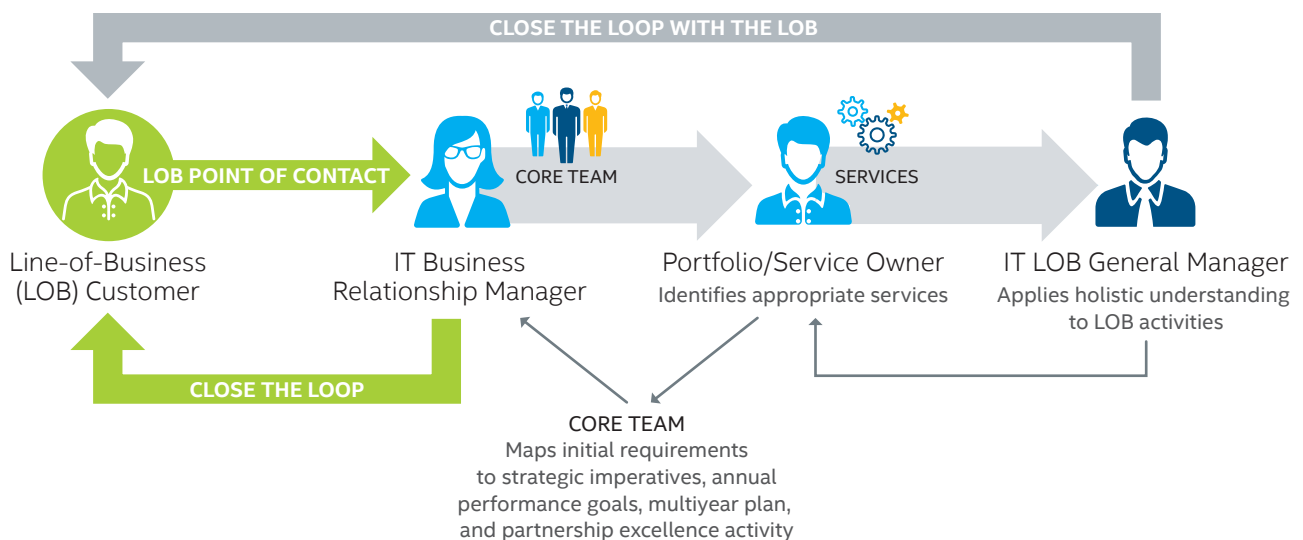 CLOSE THE LOOP WITH THE LOB
LOB POINT OF CONTACT
CORE TEAM
SERVICES
Line-of-Business
(LOB) Customer
IT Business
Relationship Manager
Portfolio/Service Owner
Identifies appropriate services
IT LOB General Manager
Applies holistic understanding
to LOB activities
CLOSE THE LOOP
CORE TEAM
Maps initial requirements
to strategic imperatives, annual
performance goals, multiyear plan,
and partnership excellence activity